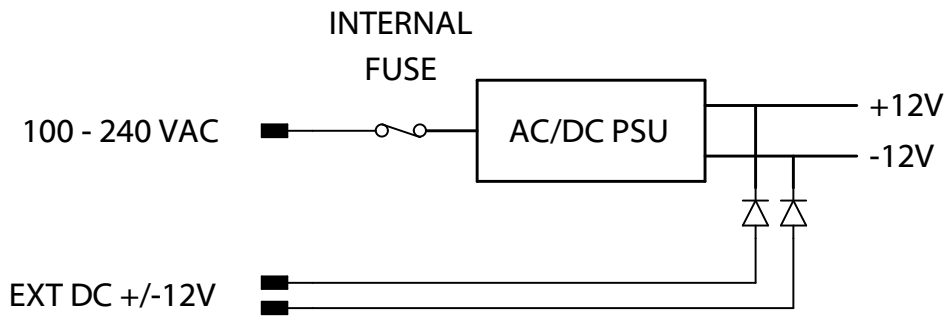 INTERNAL
FUSE
100 - 240 VAC
AC/DC PSU
+12V
-12V
EXT DC +/-12V